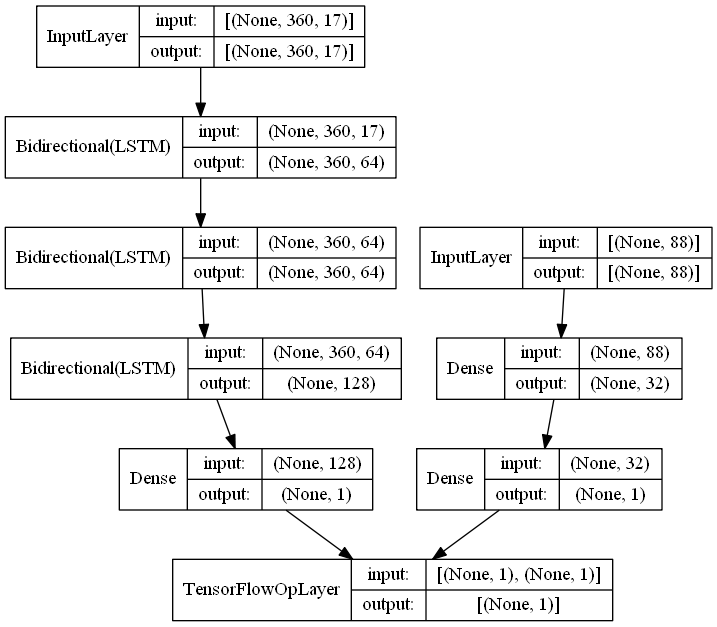 InputLayer
input: [(None, 360, 17)]
output: [(None, 360, 17)]
Bidirectional(LSTM)
input: (None, 360, 17)
output: (None, 360, 64)
Bidirectional(LSTM)
input: (None, 360, 64)
output: (None, 360, 64)
InputLayer
input: [(None, 88)]
output: [(None, 88)]
Bidirectional(LSTM)
input: (None, 360, 64)
output: (None, 128)
Dense
input: (None, 88)
output: (None, 32)
Dense
input: (None, 128)
output: (None, 1)
Dense
input: (None, 32)
output: (None, 1)
TensorFlowOpLayer
input: [(None, 1), (None, 1)]
output: [(None, 1)]